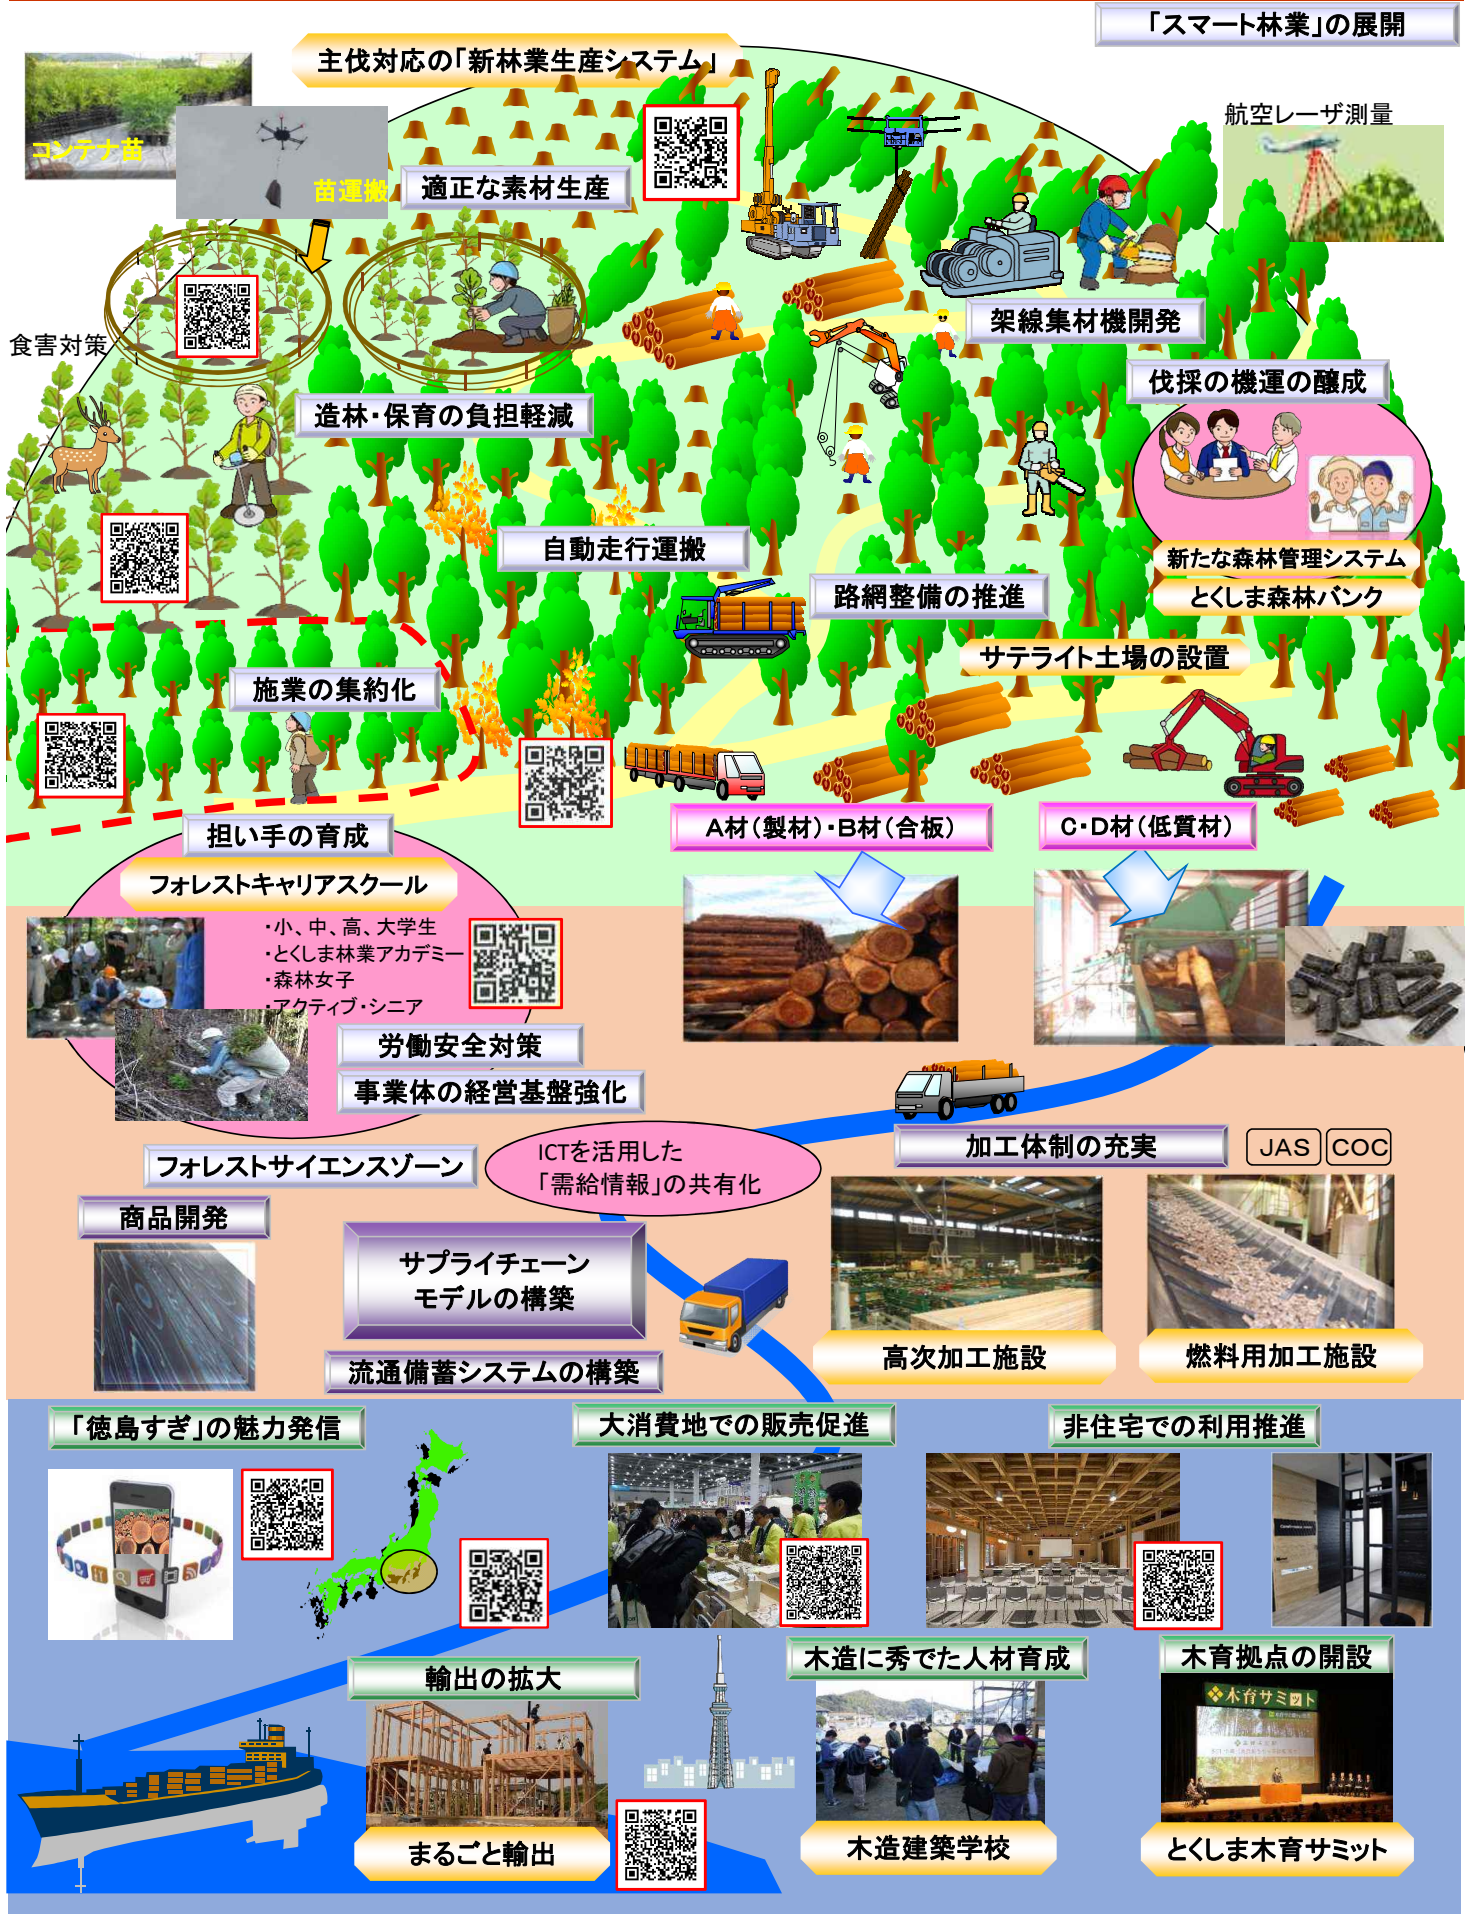 「スマート林業」の展開
主伐対応の「新林業生産システム」
航空レーザ測量
コンテナ苗
苗運搬
適正な素材生産
架線集材機開発
食害対策
伐採の機運の醸成
造林・保育の負担軽減
自動走行運搬
新たな森林管理システム
路網整備の推進
とくしま森林バンク
サテライト土場の設置
施業の集約化
担い手の育成
A材(製材)・B材(合板)
C・D材(低質材)
フォレストキャリアスクール
・小、中、高、大学生
・とくしま林業アカデミー
・森林女子
・アクティブ・シニア
労働安全対策
事業体の経営基盤強化
フォレストサイエンスゾーン
ICTを活用した
「需給情報」の共有化
加工体制の充実
JAS
COC
商品開発
サプライチェーン
モデルの構築
高次加工施設
燃料用加工施設
流通備蓄システムの構築
「徳島すぎ」の魅力発信
大消費地での販売促進
非住宅での利用推進
輸出の拡大
木造に秀でた人材育成
木育拠点の開設
木育サミット
まるごと輸出
木造建築学校
とくしま木育サミット